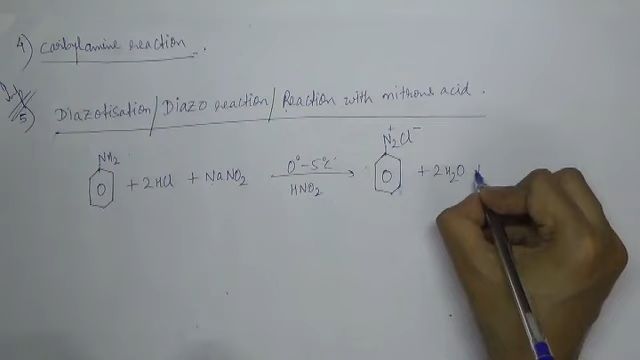 4) Carbylamine reaction ..
Imp
5) Diazotisation/Diazo reaction/Reaction with nitrous acid.
NH2 + 2HCl + NaNO2 0°-5°C HNO2 → N2+Cl- + 2H2O